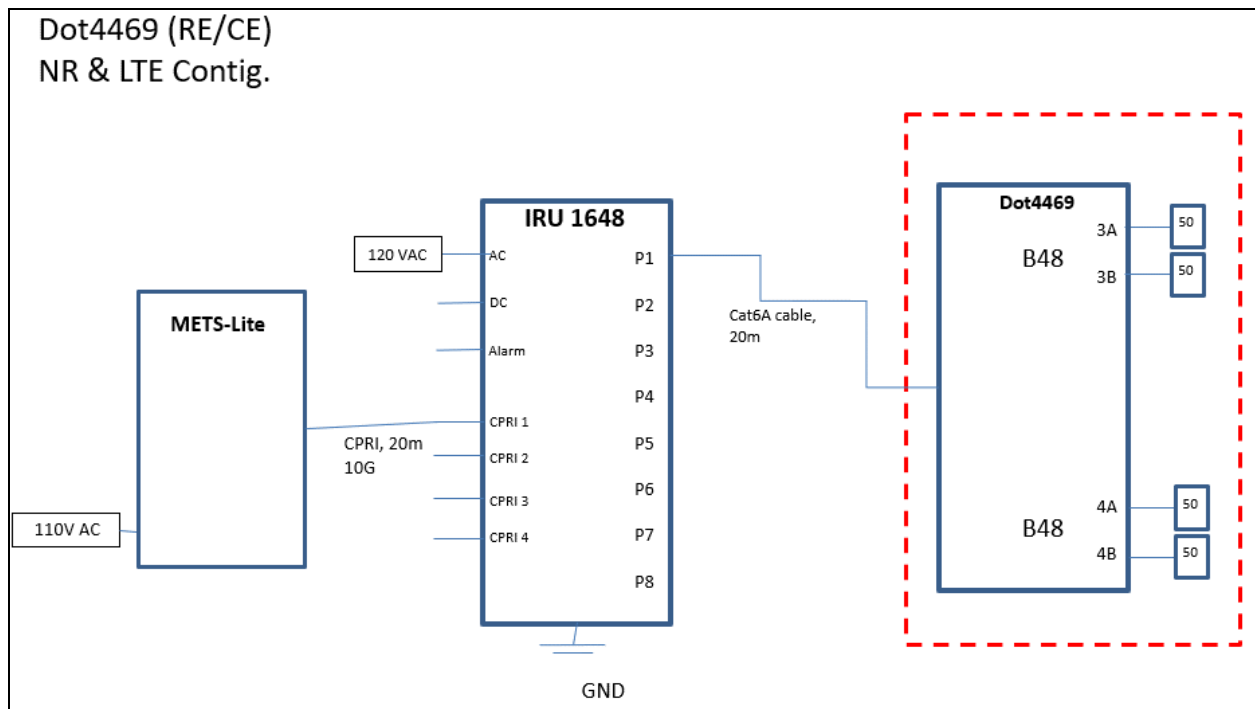 Dot4469 (RE/CE)
NR & LTE Contig.
METS-Lite
110V AC
CPRI, 20m
10G
120 VAC
IRU 1648
AC
DC
Alarm
CPRI 1
CPRI 2
CPRI 3
CPRI 4
P1
P2
P3
P4
P5
P6
P7
P8
GND
Cat6A cable,
20m
Dot4469
B48
3A
50
3B
50
B48
4A
50
4B
50